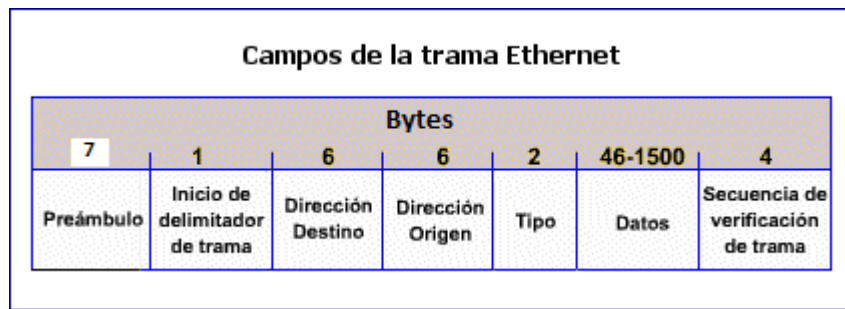 Campos de la trama Ethernet
Bytes
7 1 6 6 2 46-1500 4
Preámbulo
Inicio de
delimitador
de trama
Dirección
Destino
Dirección
Origen
Tipo
Datos
Secuencia de
verificación
de trama